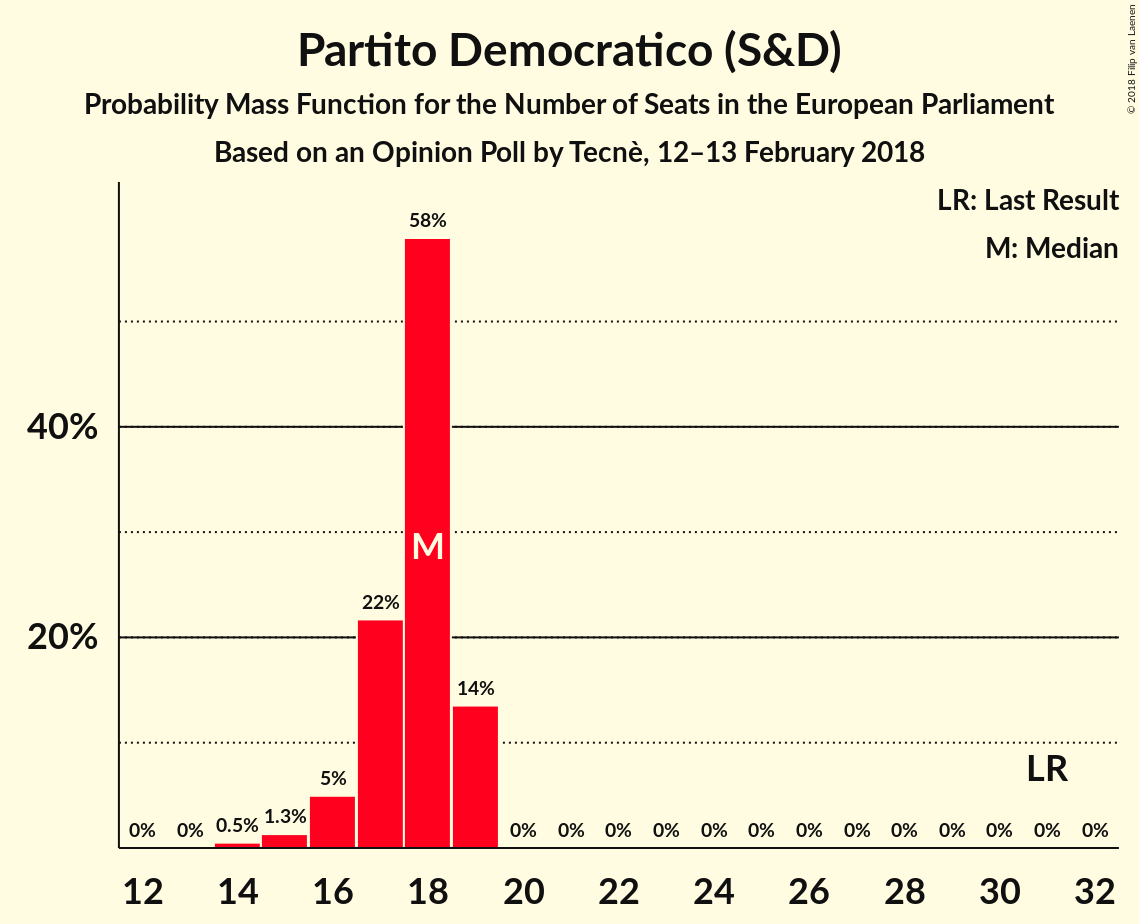 Partito Democratico (S&D)
Probability Mass Function for the Number of Seats in the European Parliament
Based on an Opinion Poll by Tecnè, 12–13 February 2018
© 2018 Filip van Laenen
LR: Last Result
M: Median
58%
40%
M
22%
20%
14%
LR
5%
0% 0% 0.5% 1.3% 0% 0% 0% 0% 0% 0% 0% 0% 0% 0% 0% 0% 0%
12 14 16 18 20 22 24 26 28 30 32